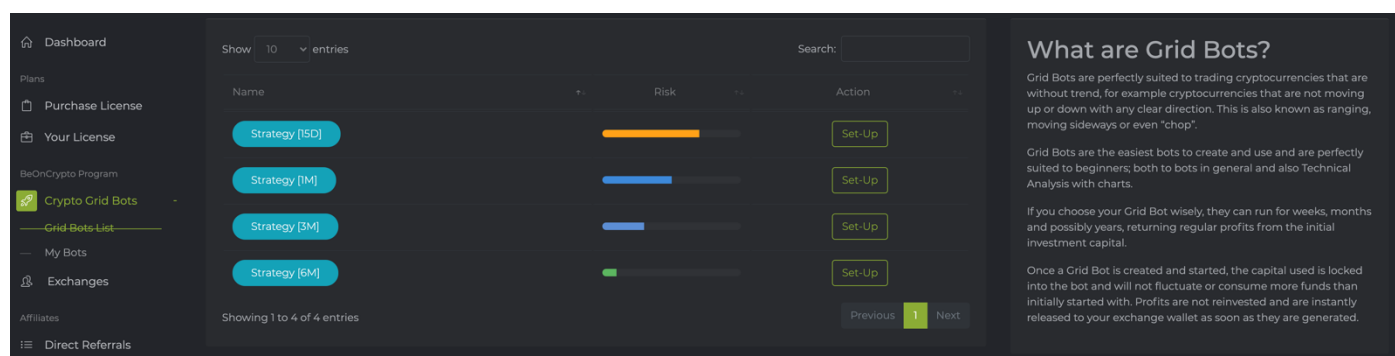 Dashboard
Plans
Purchase License
Your License
BeOnCrypto Program
Crypto Grid Bots -
Grid Bots List
My Bots
Exchanges
Affiliates
Direct Referrals
Show 10 entries
Search:
Name Risk Action
Strategy [15D] Set-Up
Strategy [1M] Set-Up
Strategy [3M] Set-Up
Strategy [6M] Set-Up
Showing 1 to 4 of 4 entries
Previous 1 Next
What are Grid Bots?
Grid Bots are perfectly suited to trading cryptocurrencies that are
without trend, for example cryptocurrencies that are not moving
up or down with any clear direction. This is also known as ranging,
moving sideways or even “chop”.
Grid Bots are the easiest bots to create and use and are perfectly
suited to beginners; both to bots in general and also Technical
Analysis with charts.
If you choose your Grid Bot wisely, they can run for weeks, months
and possibly years, returning regular profits from the initial
investment capital.
Once a Grid Bot is created and started, the capital used is locked
into the bot and will not fluctuate or consume more funds than
initially started with. Profits are not reinvested and are instantly
released to your exchange wallet as soon as they are generated.